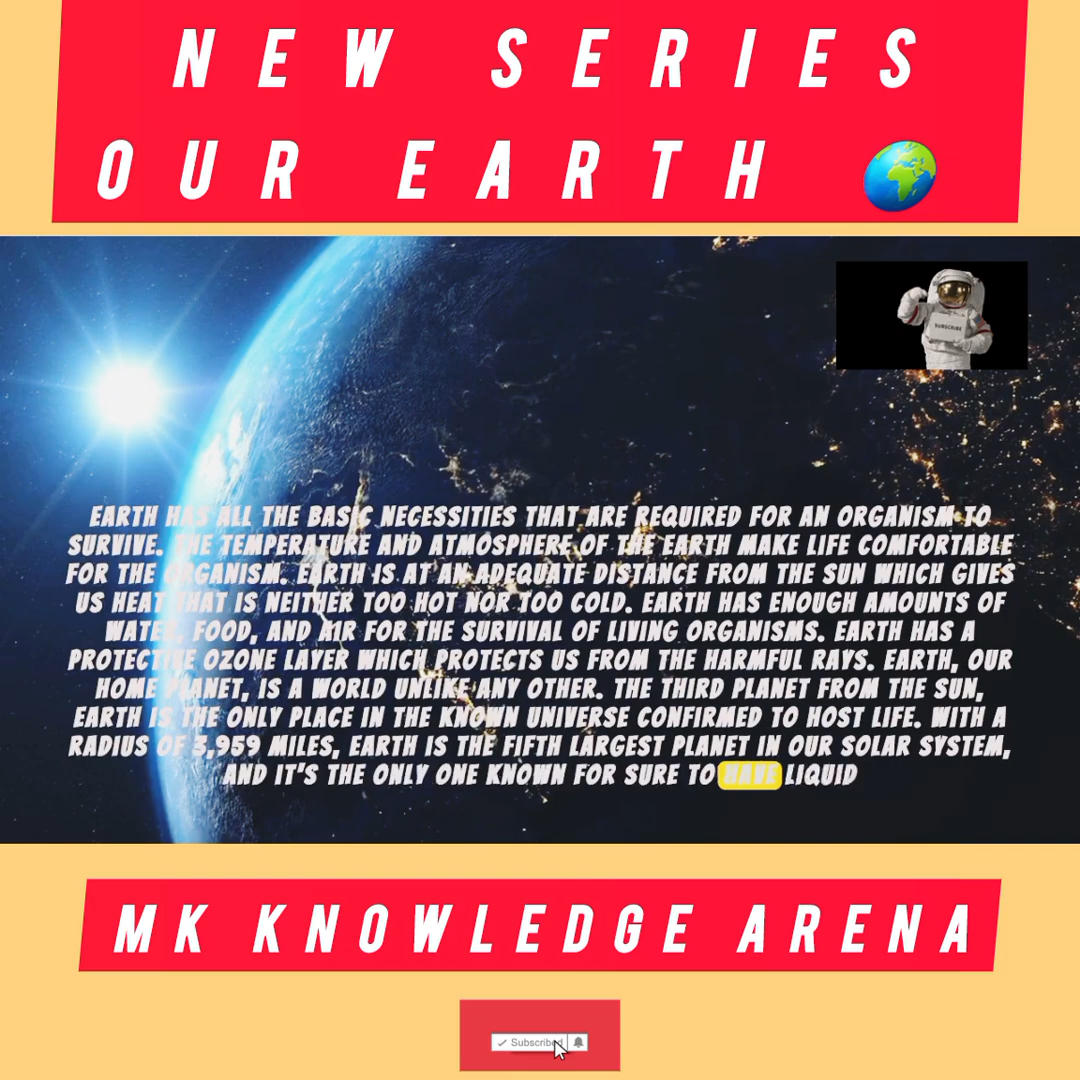 NEW SERIES
OUR EARTH
SUBSCRIBE
EARTH HAS ALL THE BASIC NECESSITIES THAT ARE REQUIRED FOR AN ORGANISM TO
SURVIVE. THE TEMPERATURE AND ATMOSPHERE OF THE EARTH MAKE LIFE COMFORTABLE
FOR THE ORGANISM. EARTH IS AT AN ADEQUATE DISTANCE FROM THE SUN WHICH GIVES
US HEAT THAT IS NEITHER TOO HOT NOR TOO COLD. EARTH HAS ENOUGH AMOUNTS OF
WATER, FOOD, AND AIR FOR THE SURVIVAL OF LIVING ORGANISMS. EARTH HAS A
PROTECTIVE OZONE LAYER WHICH PROTECTS US FROM THE HARMFUL RAYS. EARTH, OUR
HOME PLANET, IS A WORLD UNLIKE ANY OTHER. THE THIRD PLANET FROM THE SUN,
EARTH IS THE ONLY PLACE IN THE KNOWN UNIVERSE CONFIRMED TO HOST LIFE. WITH A
RADIUS OF 3,959 MILES, EARTH IS THE FIFTH LARGEST PLANET IN OUR SOLAR SYSTEM,
AND IT'S THE ONLY ONE KNOWN FOR SURE TO HAVE LIQUID
MK KNOWLEDGE ARENA
Subscribed